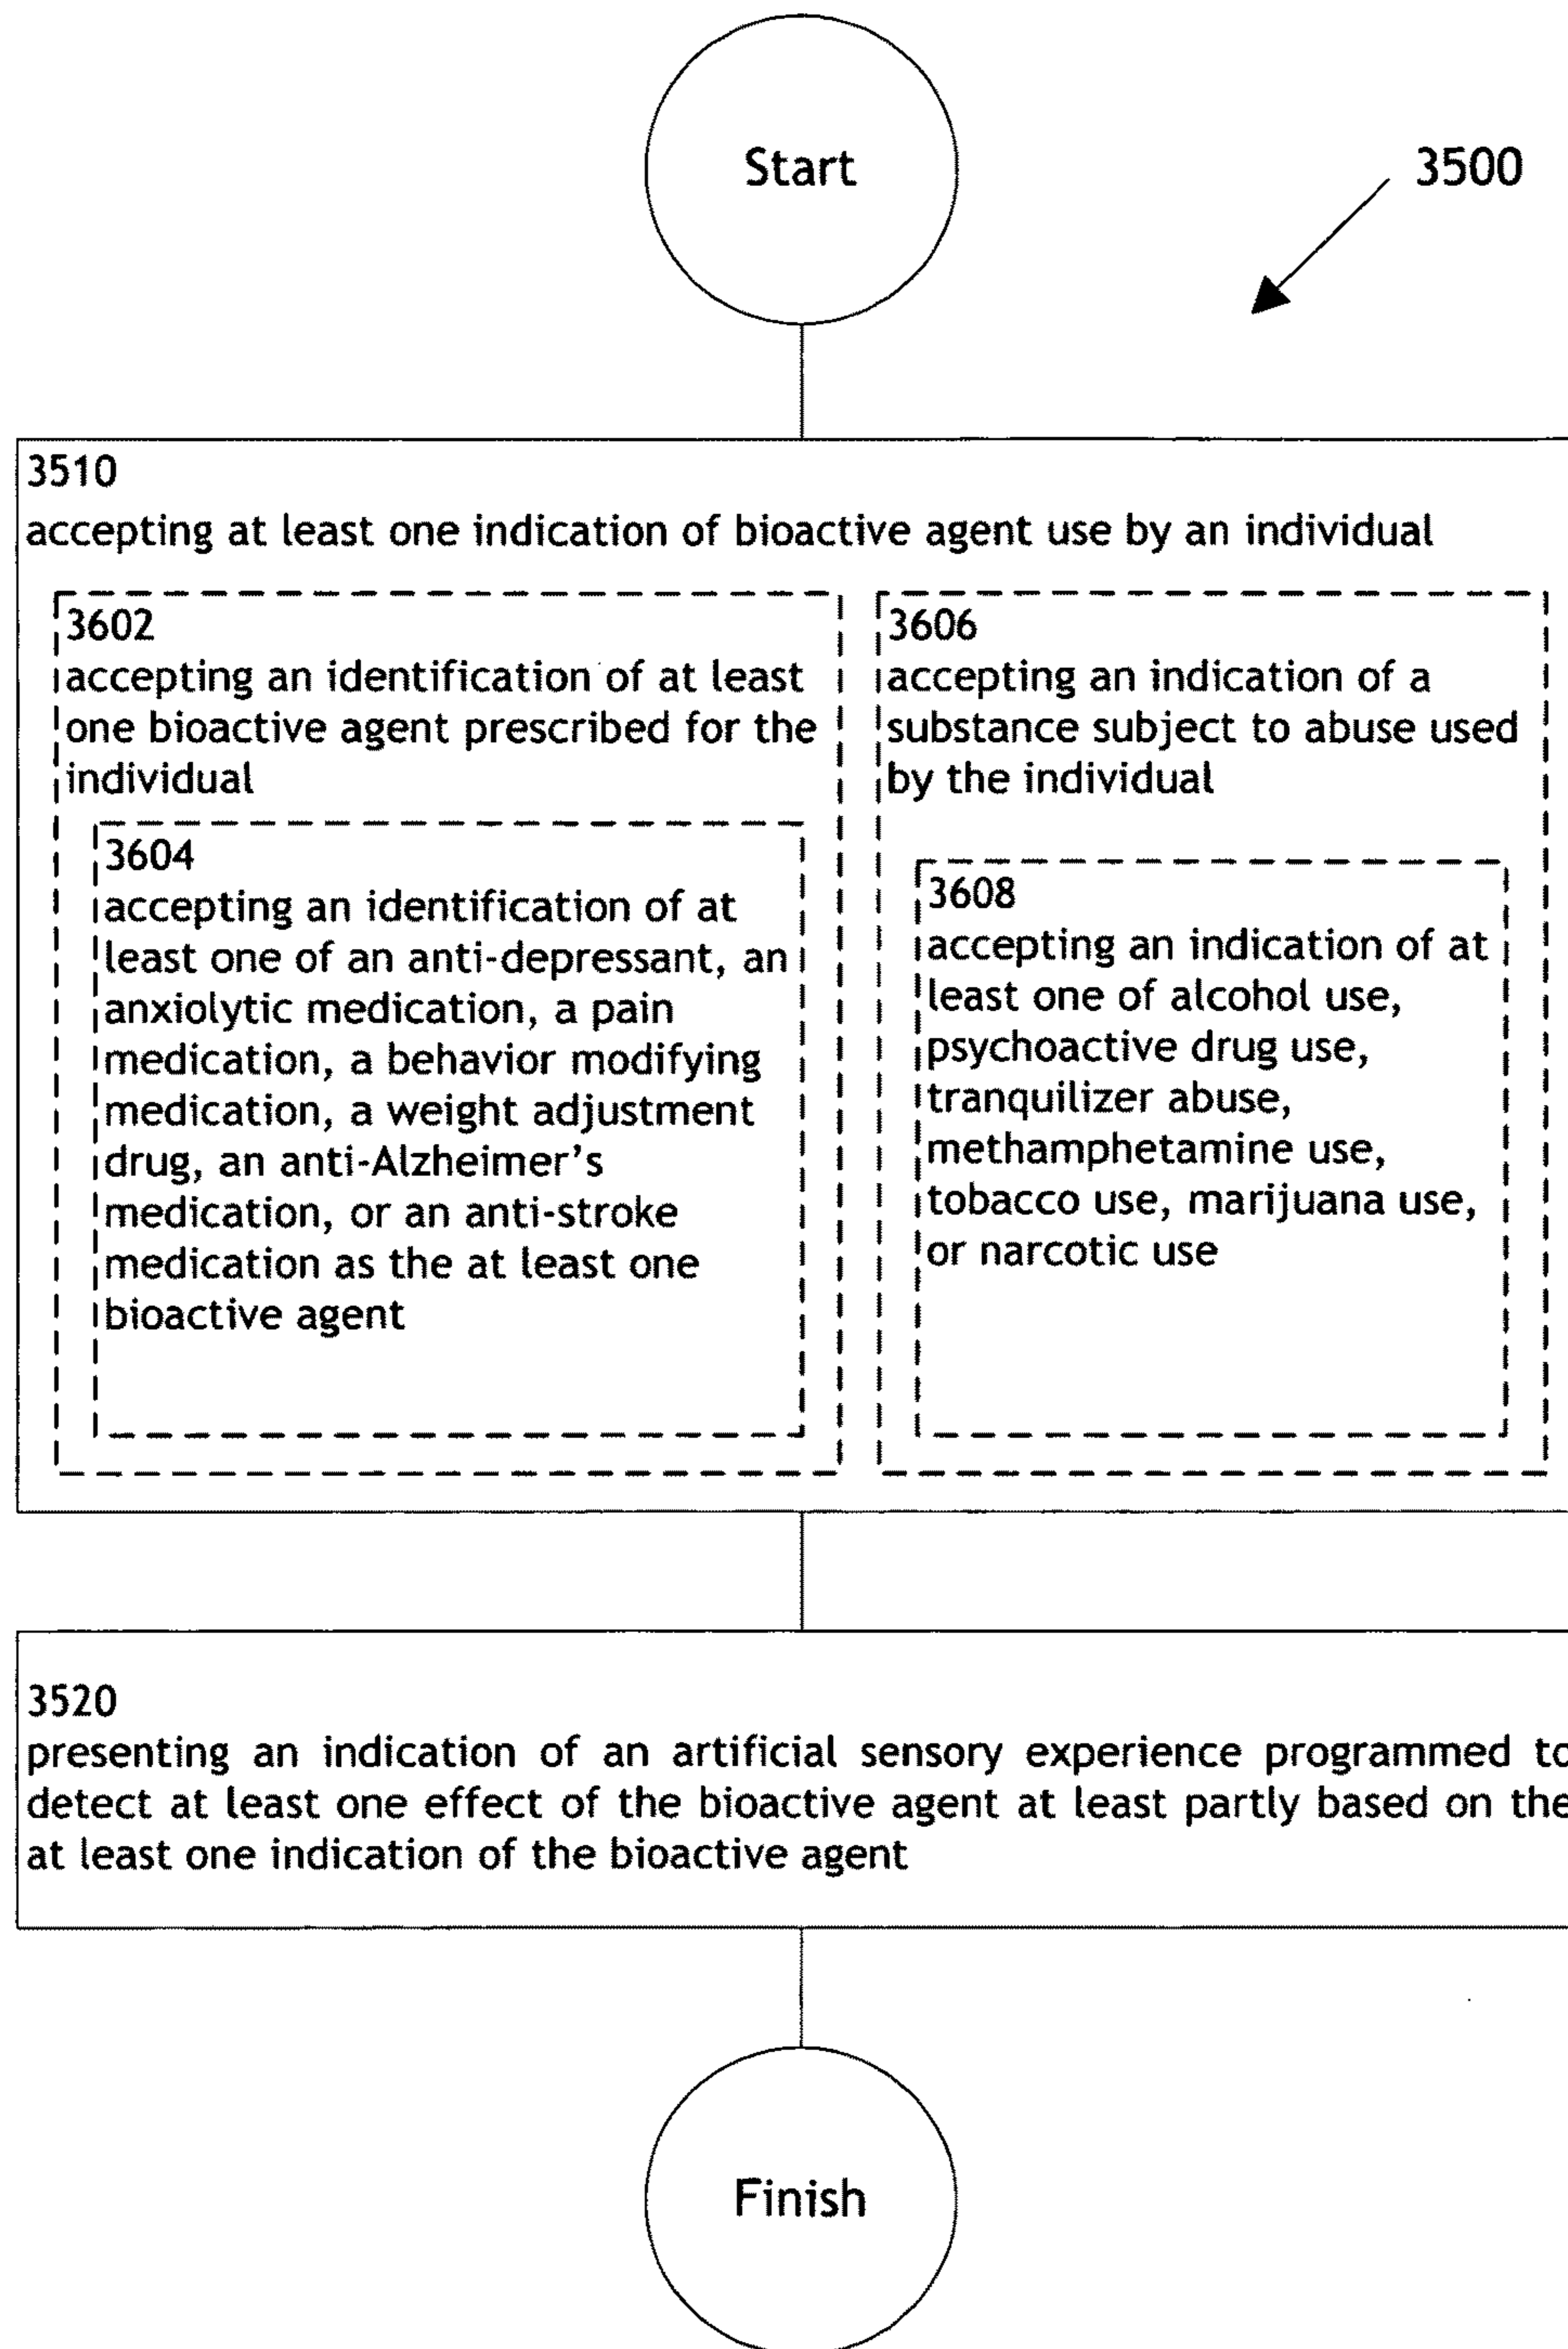 Start
3500
3510
accepting at least one indication of bioactive agent use by an individual
3602
accepting an identification of at least
one bioactive agent prescribed for the
individual
3604
accepting an identification of at
least one of an anti-depressant, an
anxiolytic medication, a pain
medication, a behavior modifying
medication, a weight adjustment
drug, an anti-Alzheimer's
medication, or an anti-stroke
medication as the at least one
bioactive agent
3606
accepting an indication of a
substance subject to abuse used
by the individual
3608
accepting an indication of at
least one of alcohol use,
psychoactive drug use,
tranquilizer abuse,
methamphetamine use,
tobacco use, marijuana use,
or narcotic use
3520
presenting an indication of an artificial sensory experience programmed to
detect at least one effect of the bioactive agent at least partly based on the
at least one indication of the bioactive agent
Finish